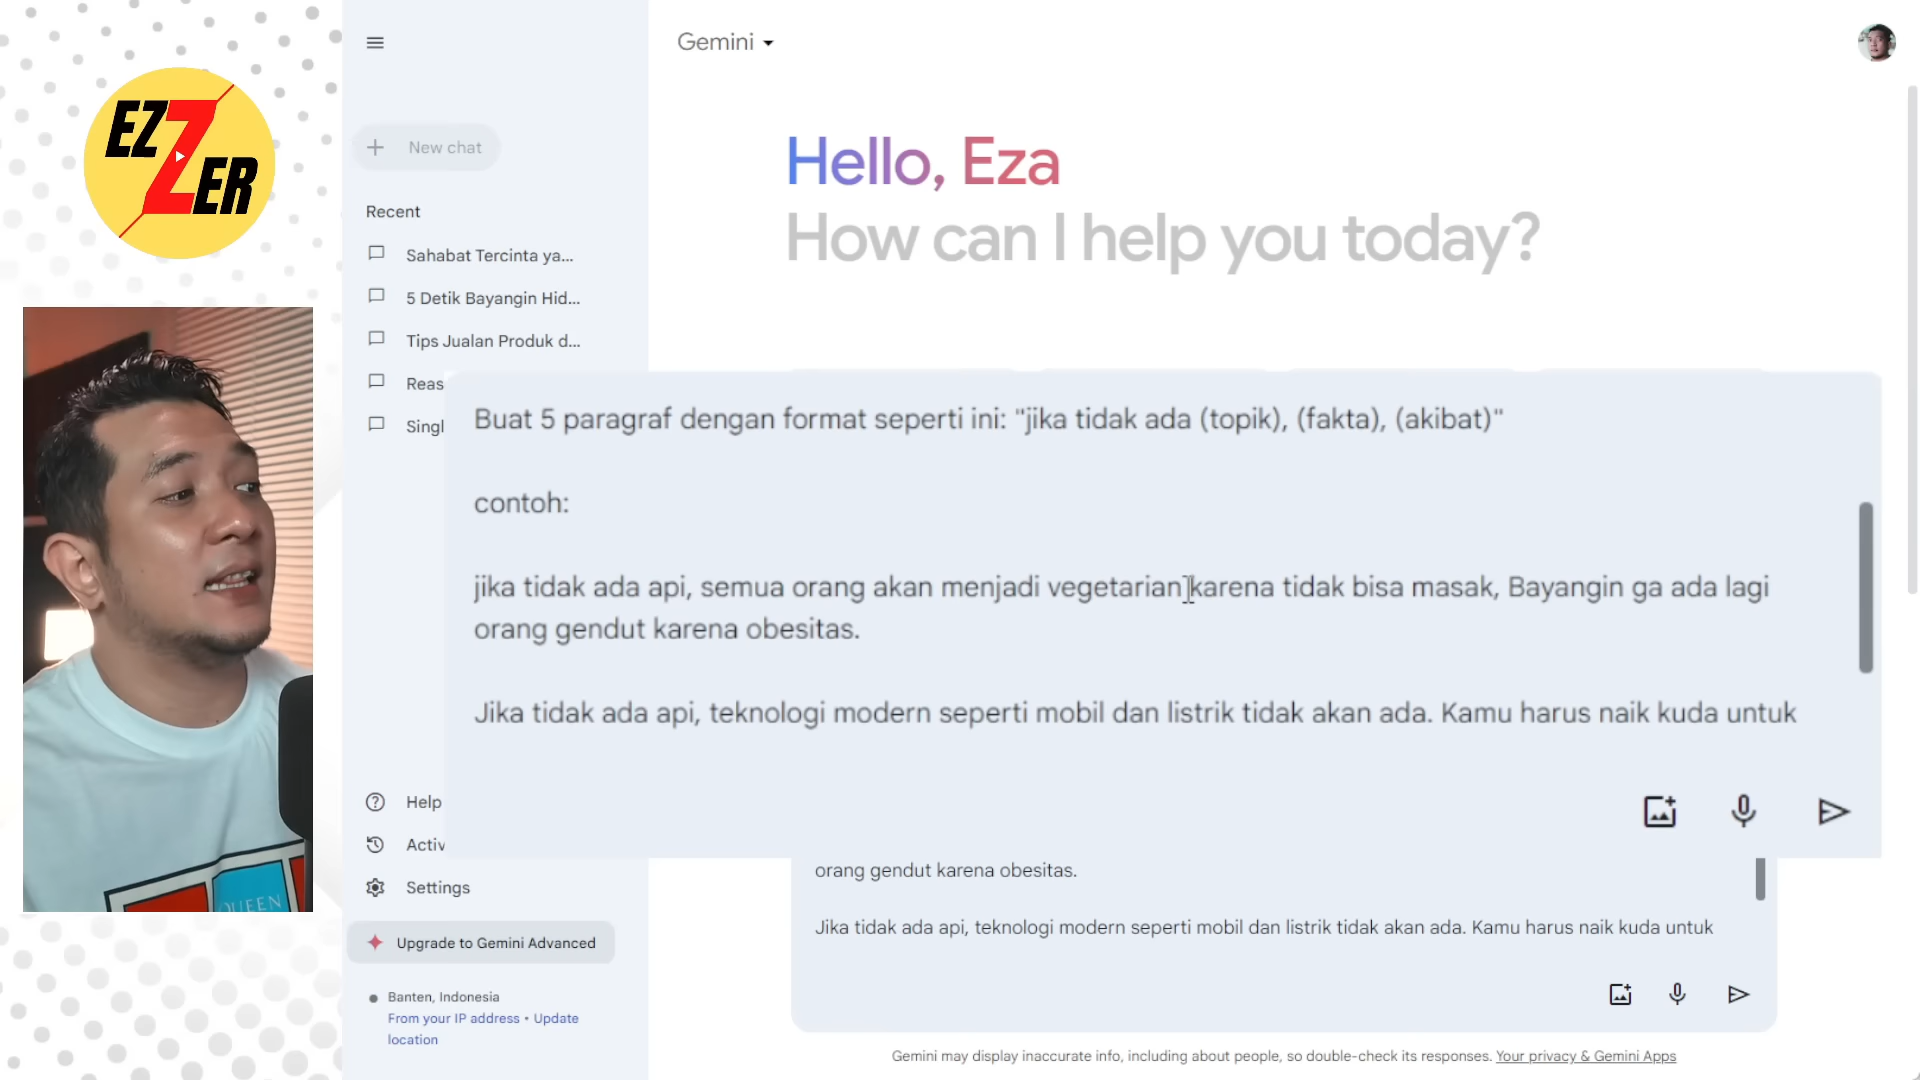 EZ
Z
ER
QUEEN
Gemini
New chat
Recent
Sahabat Tercinta ya...
5 Detik Bayangin Hid...
Tips Jualan Produk d...
Reas
Singl
Help
Activ
Settings
Upgrade to Gemini Advanced
Banten, Indonesia
From your IP address • Update
location
Hello, Eza
How can I help you today?
Buat 5 paragraf dengan format seperti ini: "jika tidak ada (topik), (fakta), (akibat)"
contoh:
jika tidak ada api, semua orang akan menjadi vegetarian karena tidak bisa masak, Bayangin ga ada lagi
orang gendut karena obesitas.
Jika tidak ada api, teknologi modern seperti mobil dan listrik tidak akan ada. Kamu harus naik kuda untuk
orang gendut karena obesitas.
Jika tidak ada api, teknologi modern seperti mobil dan listrik tidak akan ada. Kamu harus naik kuda untuk
Gemini may display inaccurate info, including about people, so double-check its responses. Your privacy & Gemini Apps